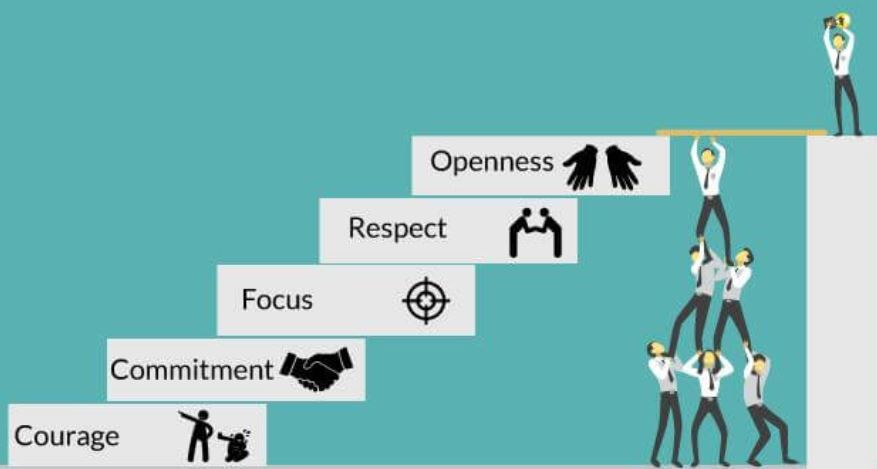 Openness
Respect
Focus
Commitment
Courage